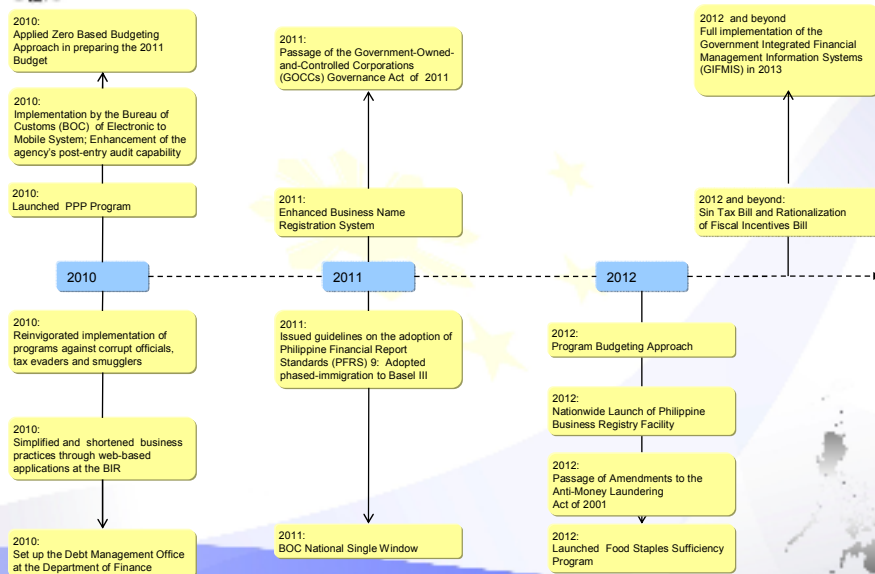 2010:
Applied Zero Based Budgeting
Approach in preparing the 2011
Budget
2010:
Implementation by the Bureau of
Customs (BOC) of Electronic to
Mobile System; Enhancement of the
agency's post-entry audit capability
2010:
Launched PPP Program
2011:
Passage of the Government-Owned-
and-Controlled Corporations
(GOCCs) Governance Act of 2011
2011:
Enhanced Business Name
Registration System
2012 and beyond
Full implementation of the
Government Integrated Financial
Management Information Systems
(GIFMIS) in 2013
2012 and beyond:
Sin Tax Bill and Rationalization
of Fiscal Incentives Bill
2010
2011
2012
2010:
Reinvigorated implementation of
programs against corrupt officials,
tax evaders and smugglers
2010:
Simplified and shortened business
practices through web-based
applications at the BIR
2010:
Set up the Debt Management Office
at the Department of Finance
2011:
Issued guidelines on the adoption of
Philippine Financial Report
Standards (PFRS) 9: Adopted
phased-immigration to Basel III
2011:
BOC National Single Window
2012:
Program Budgeting Approach
2012:
Nationwide Launch of Philippine
Business Registry Facility
2012:
Passage of Amendments to the
Anti-Money Laundering
Act of 2001
2012:
Launched Food Staples Sufficiency
Program